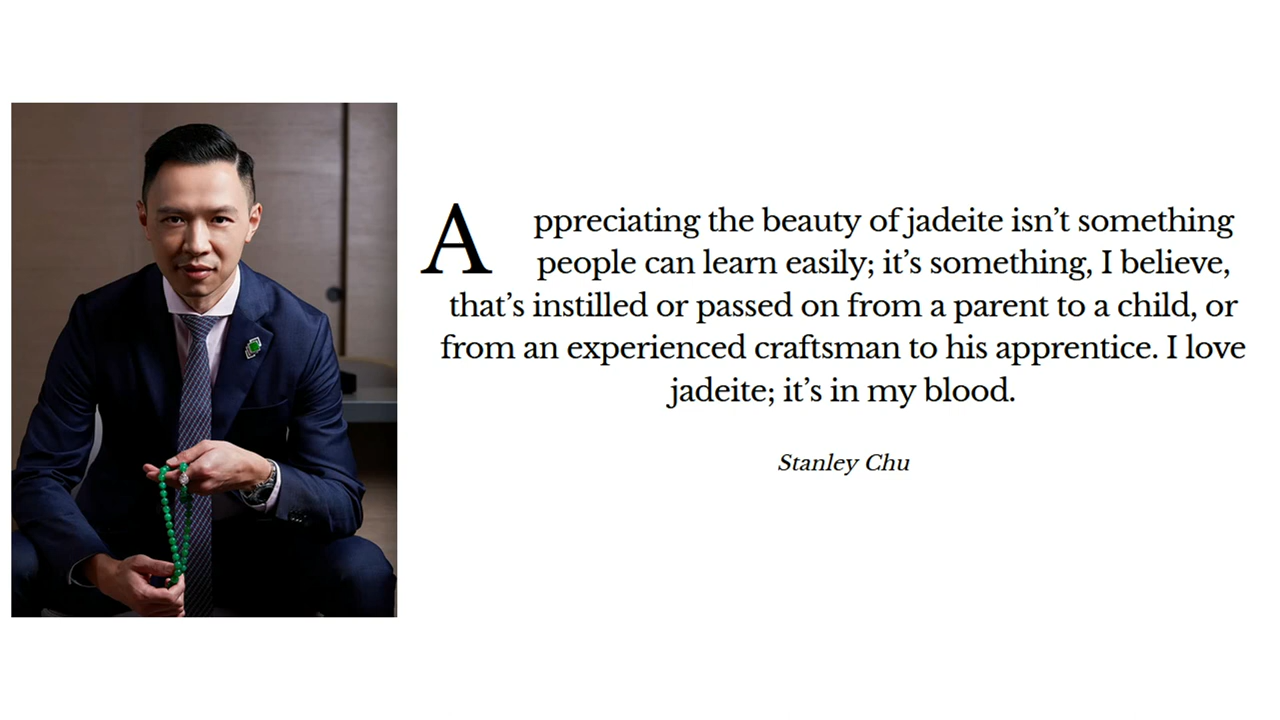 Appreciating the beauty of jadeite isn’t something
people can learn easily; it’s something, I believe,
that’s instilled or passed on from a parent to a child, or
from an experienced craftsman to his apprentice. I love
jadeite; it’s in my blood.
Stanley Chu